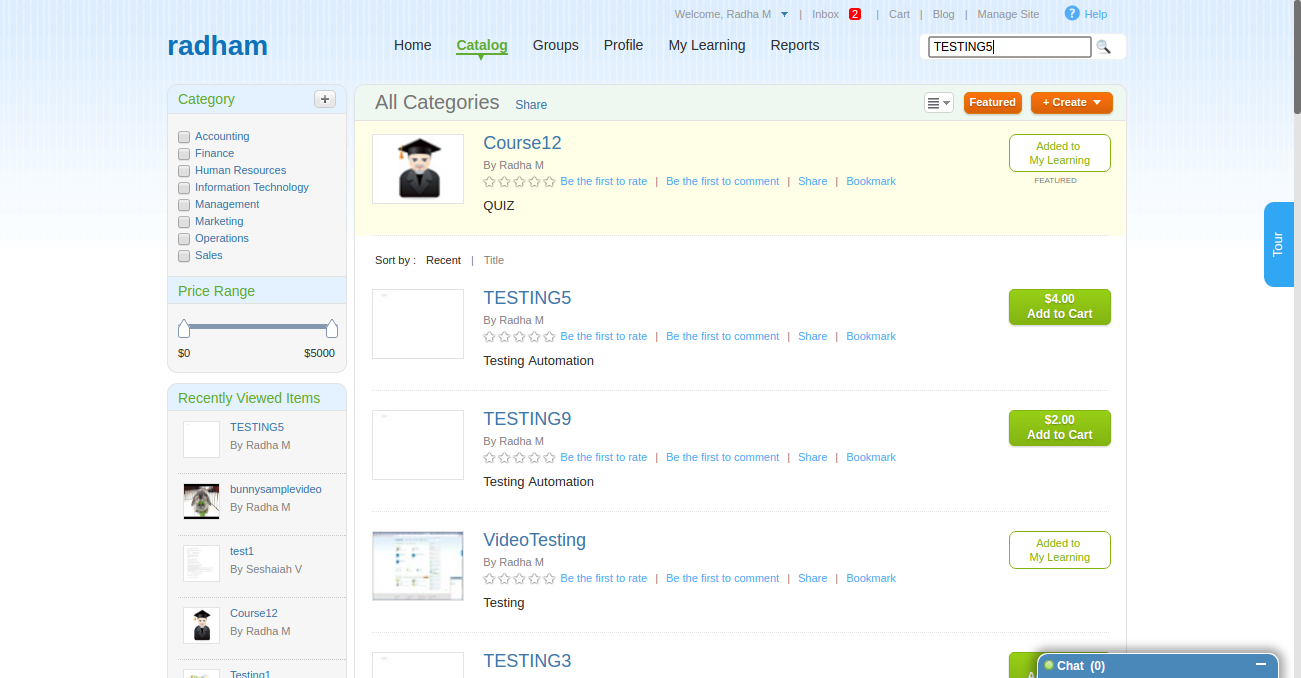 Welcome, Radha M | Inbox 2 | Cart | Blog | Manage Site ? Help
radham
Home Catalog Groups Profile My Learning Reports
TESTING5
Category +
Accounting
Finance
Human Resources
Information Technology
Management
Marketing
Operations
Sales
Price Range
$0 $5000
Recently Viewed Items
TESTING5
By Radha M
bunnysamplevideo
By Radha M
test1
By Seshaiah V
Course12
By Radha M
Testing1
All Categories Share
Featured
+ Create
Course12
By Radha M
Be the first to rate | Be the first to comment | Share | Bookmark
QUIZ
Added to
My Learning
FEATURED
Sort by : Recent | Title
TESTING5
By Radha M
Be the first to rate | Be the first to comment | Share | Bookmark
Testing Automation
$4.00
Add to Cart
TESTING9
By Radha M
Be the first to rate | Be the first to comment | Share | Bookmark
Testing Automation
$2.00
Add to Cart
VideoTesting
By Radha M
Be the first to rate | Be the first to comment | Share | Bookmark
Testing
Added to
My Learning
TESTING3
Tour
Chat (0)